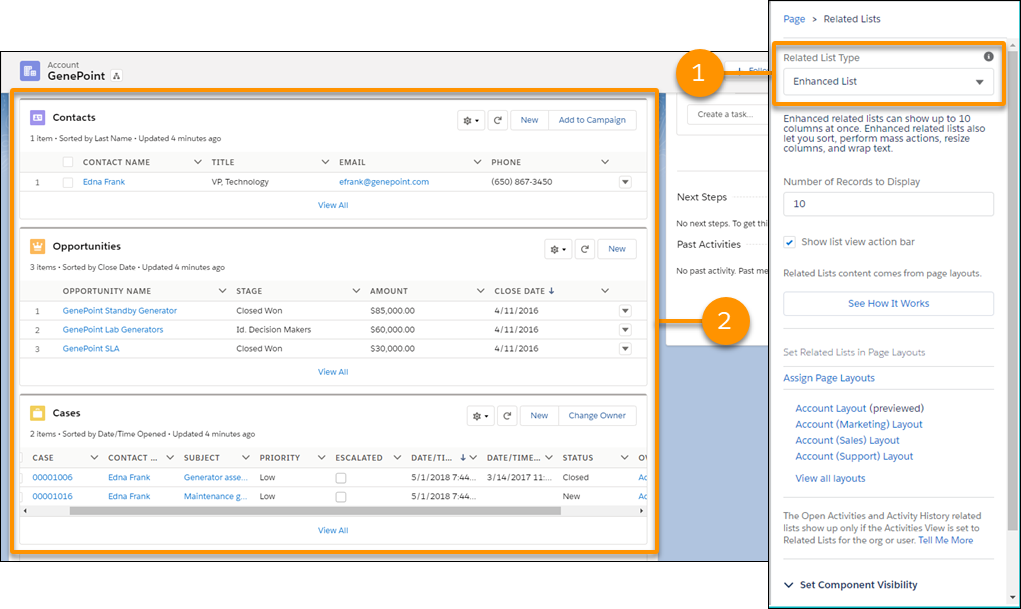 Account
GenePoint
Follow
Contacts
New
Add to Campaign
1 item • Sorted by Last Name • Updated 4 minutes ago
CONTACT NAME TITLE EMAIL PHONE
1 Edna Frank VP, Technology efrank@genepoint.com (650) 867-3450
View All
Opportunities
New
3 items • Sorted by Close Date • Updated 4 minutes ago
OPPORTUNITY NAME STAGE AMOUNT CLOSE DATE
1 GenePoint Standby Generator Closed Won $85,000.00 4/11/2016
2 GenePoint Lab Generators Id. Decision Makers $60,000.00 4/11/2016
3 GenePoint SLA Closed Won $30,000.00 4/11/2016
View All
Cases
New
Change Owner
2 items • Sorted by Date/Time Opened • Updated 4 minutes ago
CASE CONTACT ... SUBJECT PRIORITY ESCALATED DATE/TI... DATE/TIME... STATUS OW
00001006 Edna Frank Generator asse... Low 5/1/2018 7:44... 3/14/2017 11:... Closed Ac
00001016 Edna Frank Maintenance g... Low 5/1/2018 7:44... New Ac
View All
Create a task...
Next Steps
No next steps. To get thi
Past Activities
No past activity. Past me
1
2
Page > Related Lists
Related List Type
Enhanced List
Enhanced related lists can show up to 10
columns at once. Enhanced related lists also
let you sort, perform mass actions, resize
columns, and wrap text.
Number of Records to Display
10
Show list view action bar
Related Lists content comes from page layouts.
See How It Works
Set Related Lists in Page Layouts
Assign Page Layouts
Account Layout (previewed)
Account (Marketing) Layout
Account (Sales) Layout
Account (Support) Layout
View all layouts
The Open Activities and Activity History related
lists show up only if the Activities View is set to
Related Lists for the org or user. Tell Me More
Set Component Visibility